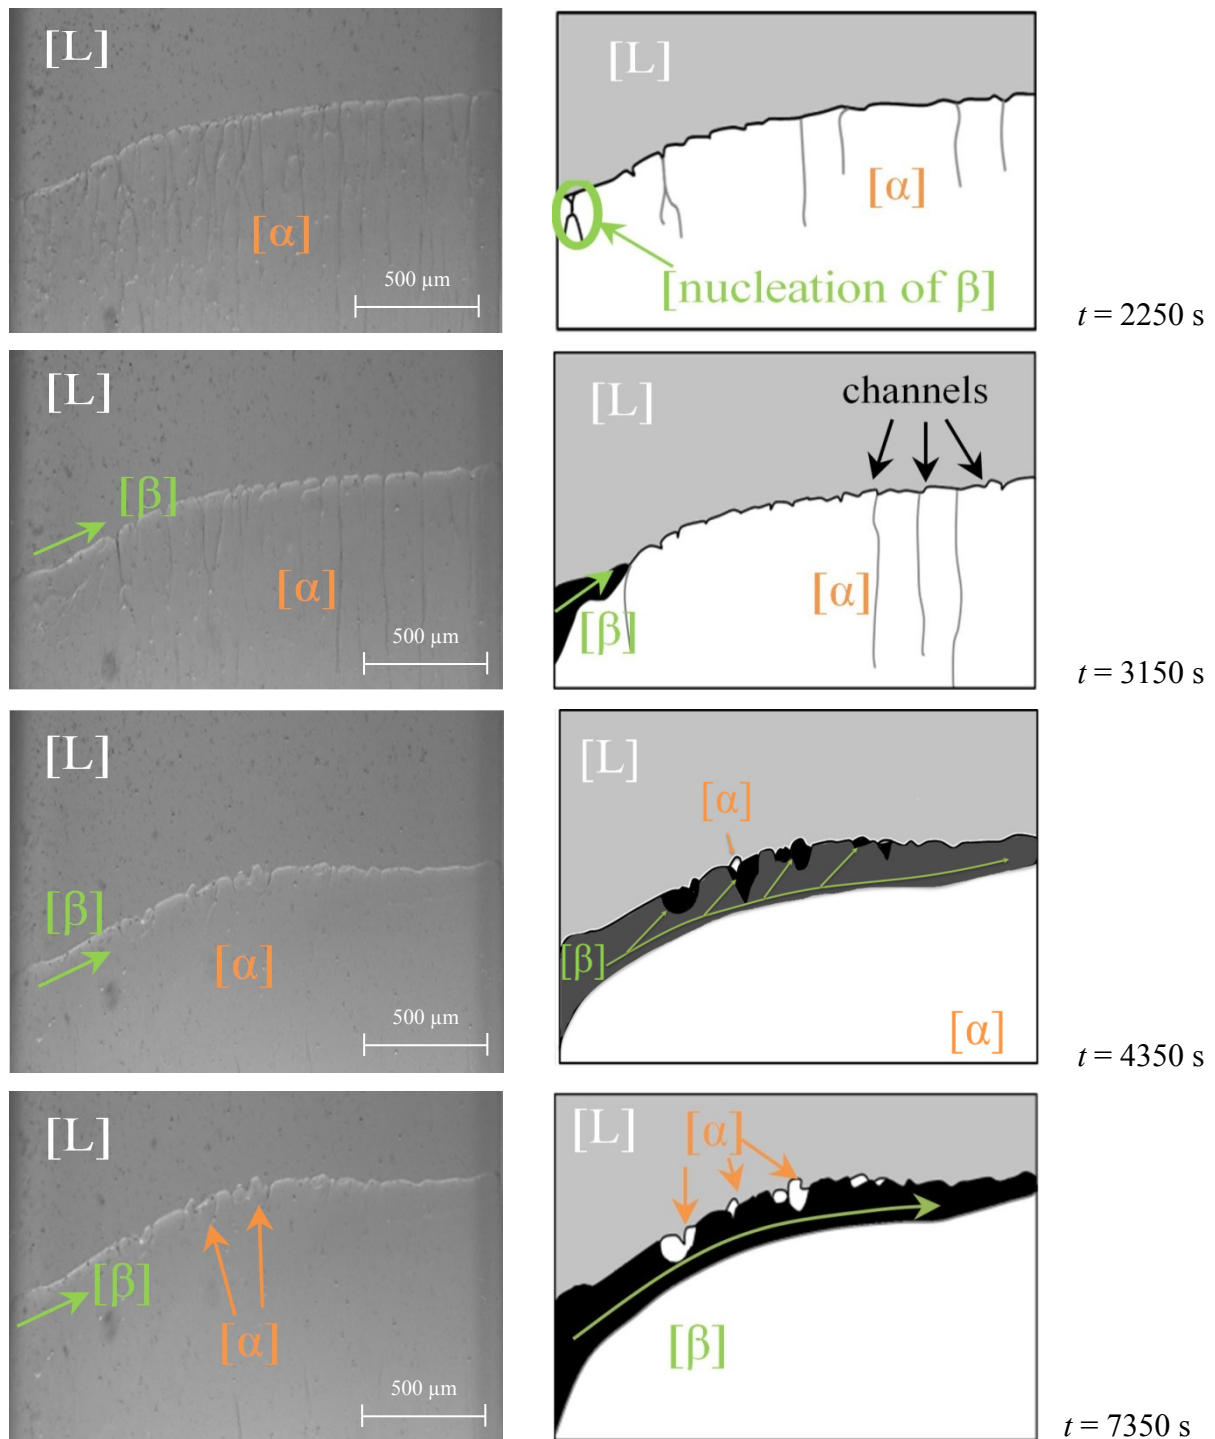 [L]
[α]
500 µm
[L]
[α]
[nucleation of β]
t = 2250 s
[L]
[β]
[α]
500 µm
channels
[L]
[α]
[β]
t = 3150 s
[L]
[β]
[α]
500 µm
[L]
[α]
[β]
[α]
t = 4350 s
[L]
[β]
[α]
500 µm
[L]
[α]
[β]
t = 7350 s